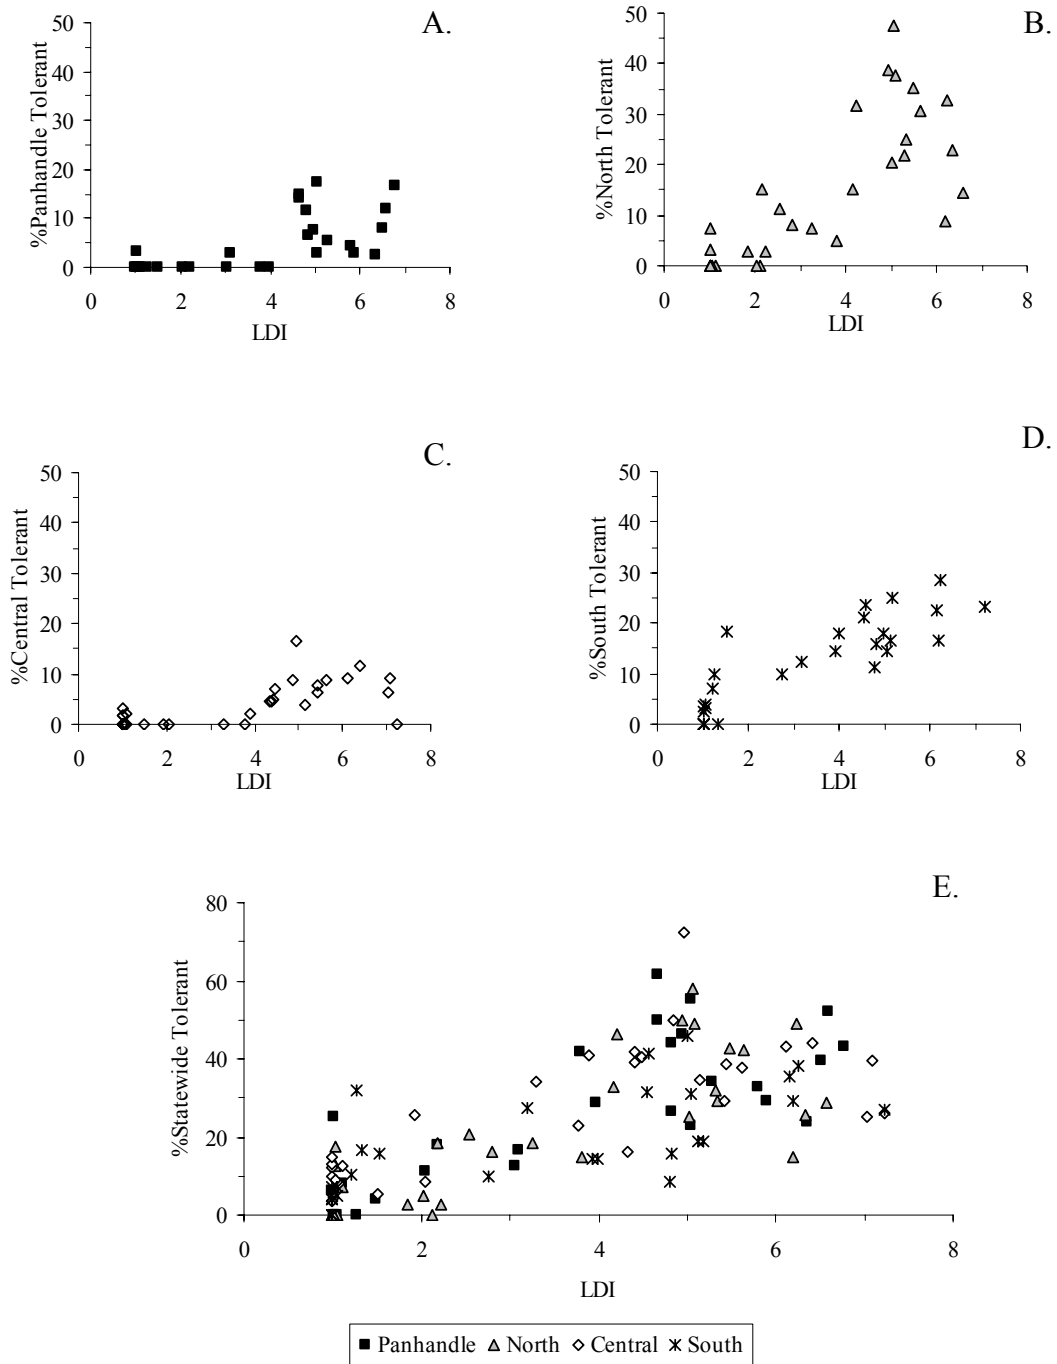 A.
50
40
30
20
10
0
%Panhandle Tolerant
0 2 4 6 8
LDI
B.
50
40
30
20
10
0
%North Tolerant
0 2 4 6 8
LDI
C.
50
40
30
20
10
0
%Central Tolerant
0 2 4 6 8
LDI
D.
50
40
30
20
10
0
%South Tolerant
0 2 4 6 8
LDI
E.
80
60
40
20
0
%Statewide Tolerant
0 2 4 6 8
LDI
Panhandle North Central South